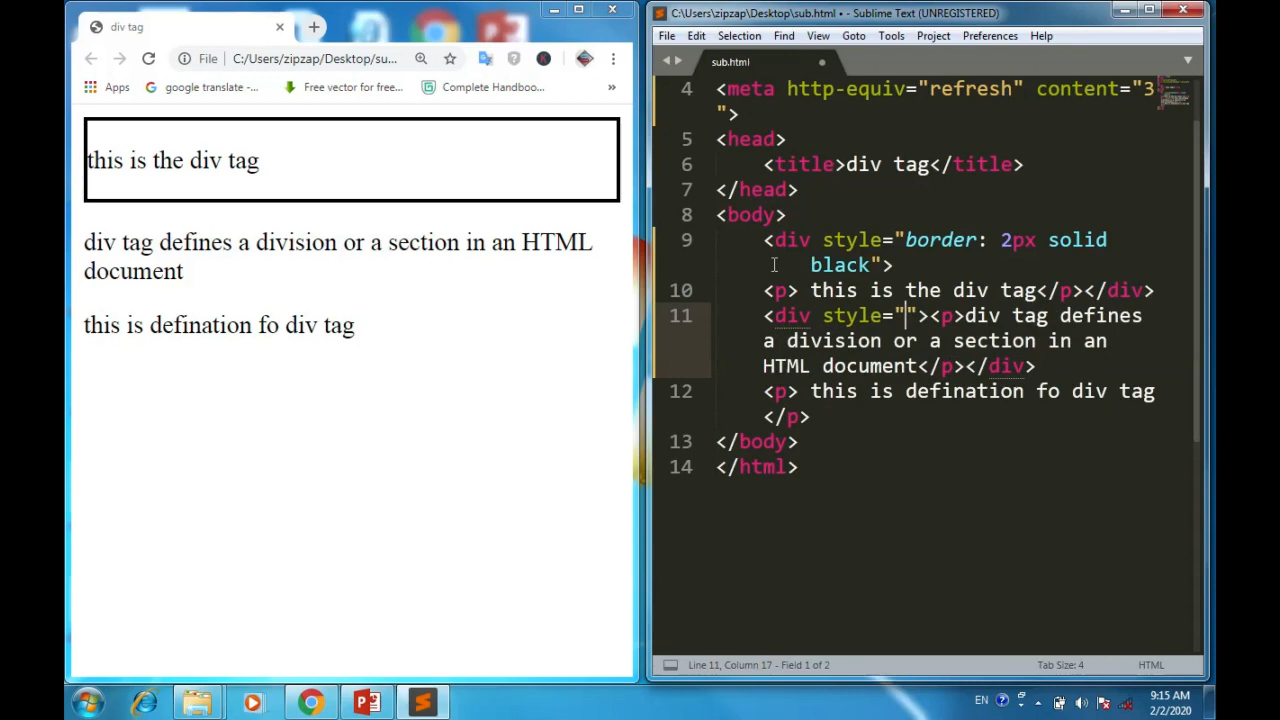 div tag
File C:/Users/zipzap/Desktop/su...
Apps google translate -... Free vector for free... Complete Handboo... »
this is the div tag
div tag defines a division or a section in an HTML
document
this is defination fo div tag
C:\Users\zipzap\Desktop\sub.html • - Sublime Text (UNREGISTERED)
File Edit Selection Find View Goto Tools Project Preferences Help
sub.html
4 <meta http-equiv="refresh" content="3
">
5 <head>
6 <title>div tag</title>
7 </head>
8 <body>
9 <div style="border: 2px solid
black">
10 <p> this is the div tag</p></div>
11 <div style=""><p>div tag defines
a division or a section in an
HTML document</p></div>
12 <p> this is defination fo div tag
</p>
13 </body>
14 </html>
Line 11, Column 17 - Field 1 of 2 Tab Size: 4 HTML
EN 9:15 AM
2/2/2020